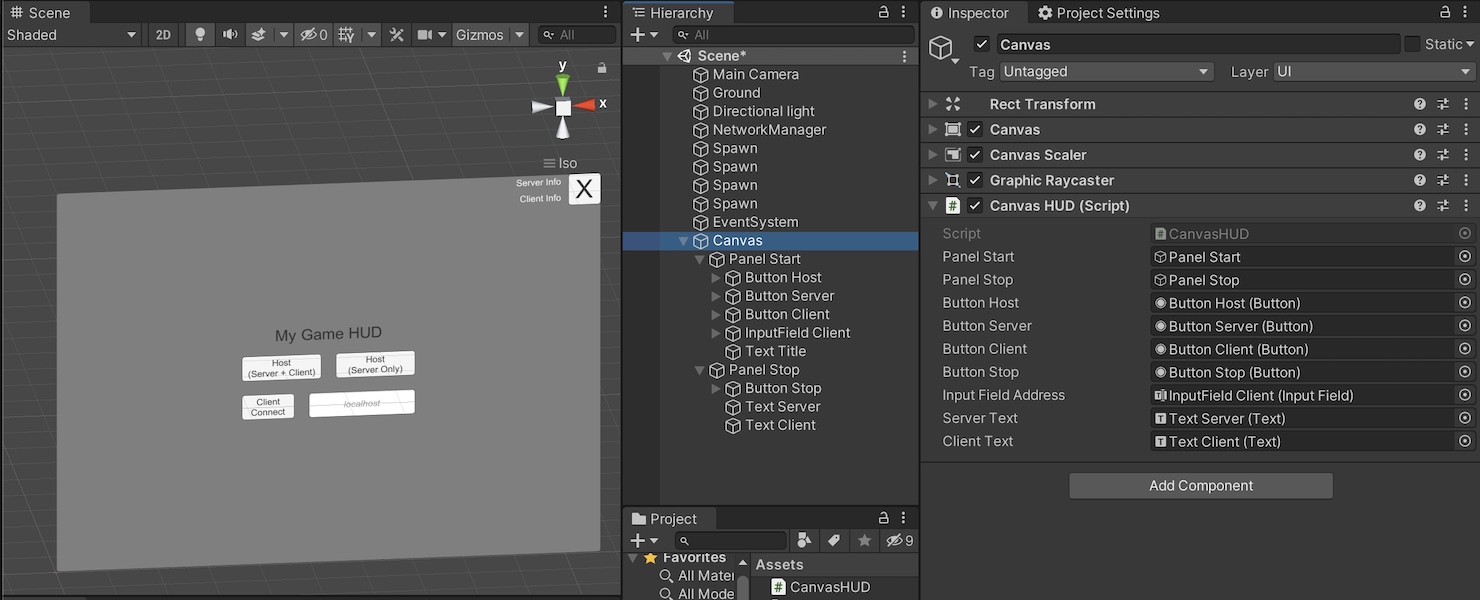 Scene
Shaded
2D
0
Gizmos
All
y
x
Iso
Server Info
Client Info
X
My Game HUD
Host
(Server + Client)
Host
(Server Only)
Client
Connect
localhost
Hierarchy
All
Scene*
Main Camera
Ground
Directional light
NetworkManager
Spawn
Spawn
Spawn
Spawn
EventSystem
Canvas
Panel Start
Button Host
Button Server
Button Client
InputField Client
Text Title
Panel Stop
Button Stop
Text Server
Text Client
Project
9
Favorites
All Mater
All Mode
Assets
CanvasHUD
Inspector
Project Settings
Canvas
Static
Tag Untagged
Layer UI
Rect Transform
Canvas
Canvas Scaler
Graphic Raycaster
Canvas HUD (Script)
Script CanvasHUD
Panel Start Panel Start
Panel Stop Panel Stop
Button Host Button Host (Button)
Button Server Button Server (Button)
Button Client Button Client (Button)
Button Stop Button Stop (Button)
Input Field Address InputField Client (Input Field)
Server Text Text Server (Text)
Client Text Text Client (Text)
Add Component